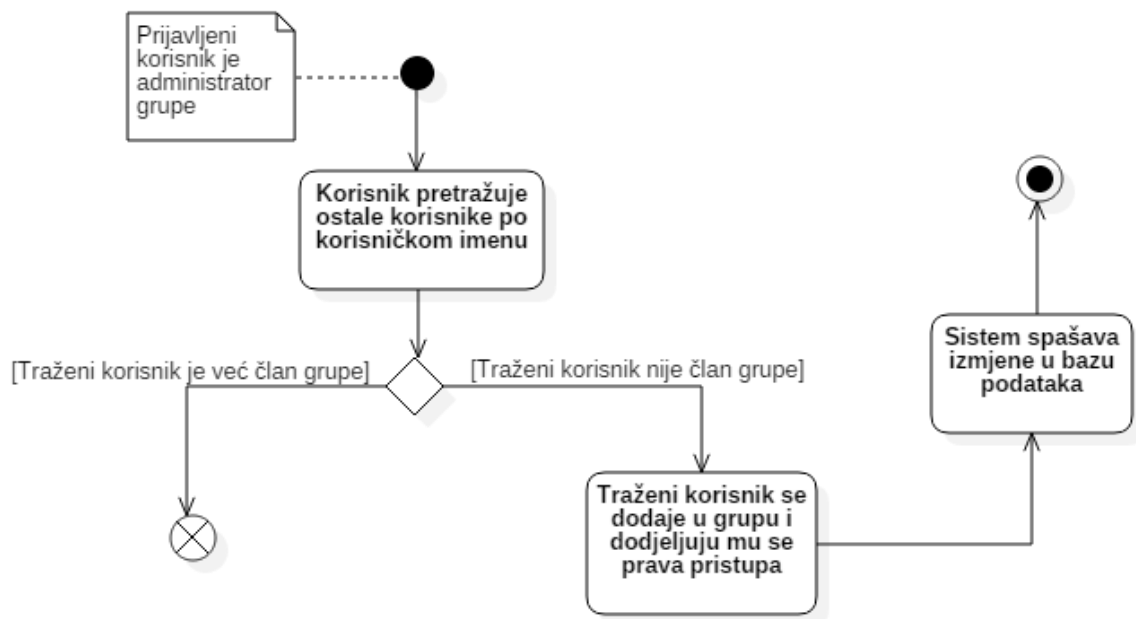 Prijavljeni
korisnik je
administrator
grupe
Korisnik pretražuje
ostale korisnike po
korisničkom imenu
[Traženi korisnik je već član grupe]
[Traženi korisnik nije član grupe]
Traženi korisnik se
dodaje u grupu i
dodjeljuju mu se
prava pristupa
Sistem spašava
izmjene u bazu
podataka